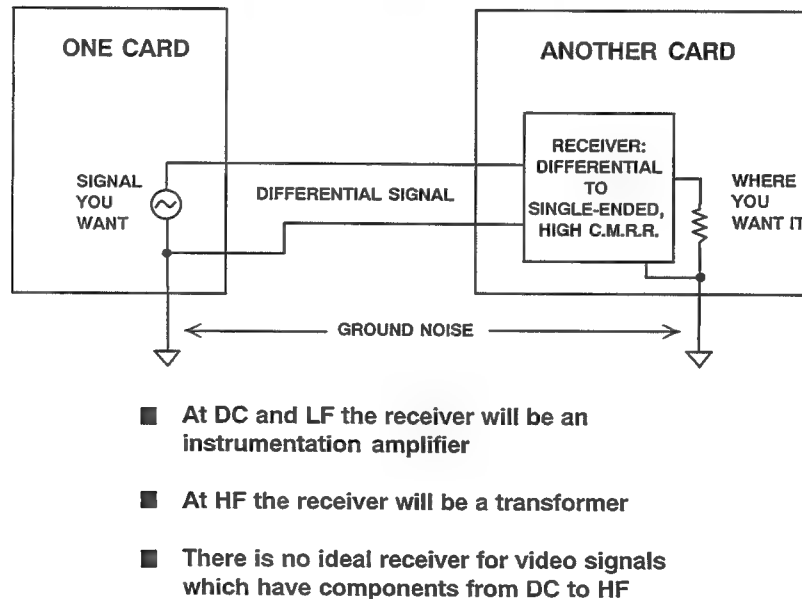 ONE CARD
ANOTHER CARD
SIGNAL
YOU
WANT
DIFFERENTIAL SIGNAL
RECEIVER:
DIFFERENTIAL
TO
SINGLE-ENDED,
HIGH C.M.R.R.
WHERE
YOU
WANT IT
GROUND NOISE
■ At DC and LF the receiver will be an
instrumentation amplifier
■ At HF the receiver will be a transformer
■ There is no ideal receiver for video signals
which have components from DC to HF